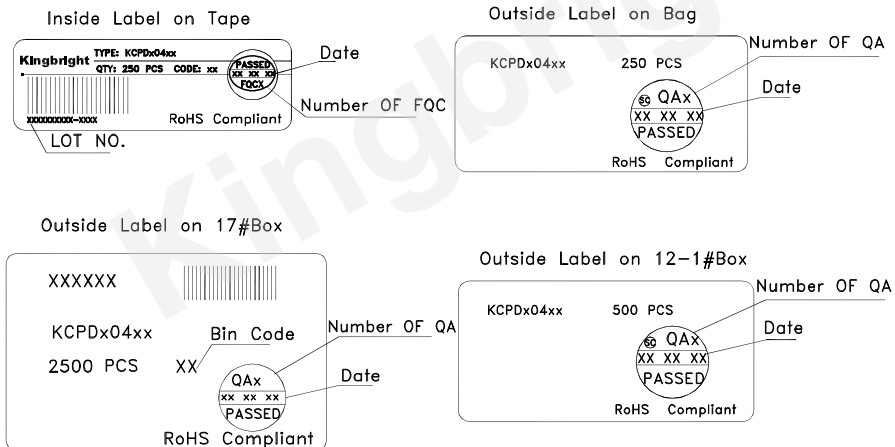 Inside Label on Tape
Kingbright
TYPE: KCPDx04xx
QTY: 250 PCS CODE: xx
PASSED
xx xx xx
FQCX
xxxxxxxxxx-xxxx
RoHS Compliant
Date
Number OF FQC
LOT NO.
Outside Label on Bag
KCPDx04xx 250 PCS
SC QAx
XX XX XX
PASSED
RoHS Compliant
Number OF QA
Date
Outside Label on 17#Box
XXXXXX
KCPDx04xx
2500 PCS XX
Bin Code
QAx
xx xx xx
PASSED
RoHS Compliant
Number OF QA
Date
Outside Label on 12-1#Box
KCPDx04xx 500 PCS
SC QAx
XX XX XX
PASSED
RoHS Compliant
Number OF QA
Date
Kingbright